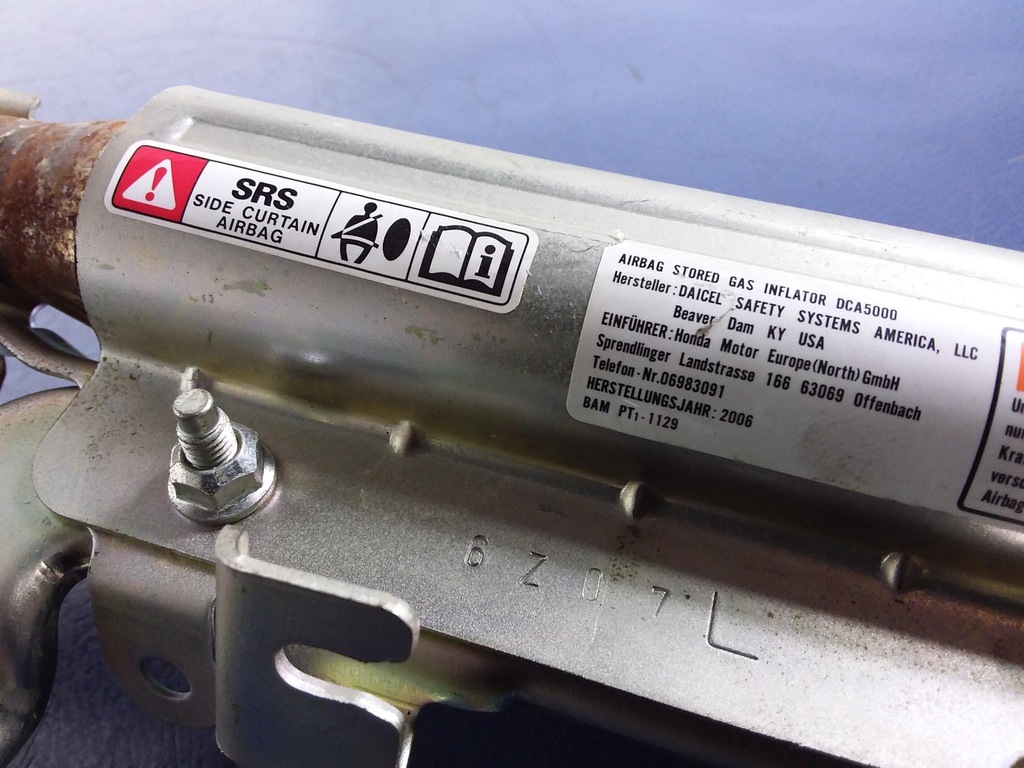 SRS
SIDE CURTAIN
AIRBAG
AIRBAG STORED GAS INFLATOR DCA5000
Hersteller: DAICEL SAFETY SYSTEMS AMERICA, LLC
Beaver Dam KY USA
EINFÜHRER: Honda Motor Europe (North) GmbH
Sprendlinger Landstrasse 166 63069 Offenbach
Telefon-Nr. 06983091
HERSTELLUNGSJAHR: 2006
BAM PT1-1129
Airbag
6Z07L